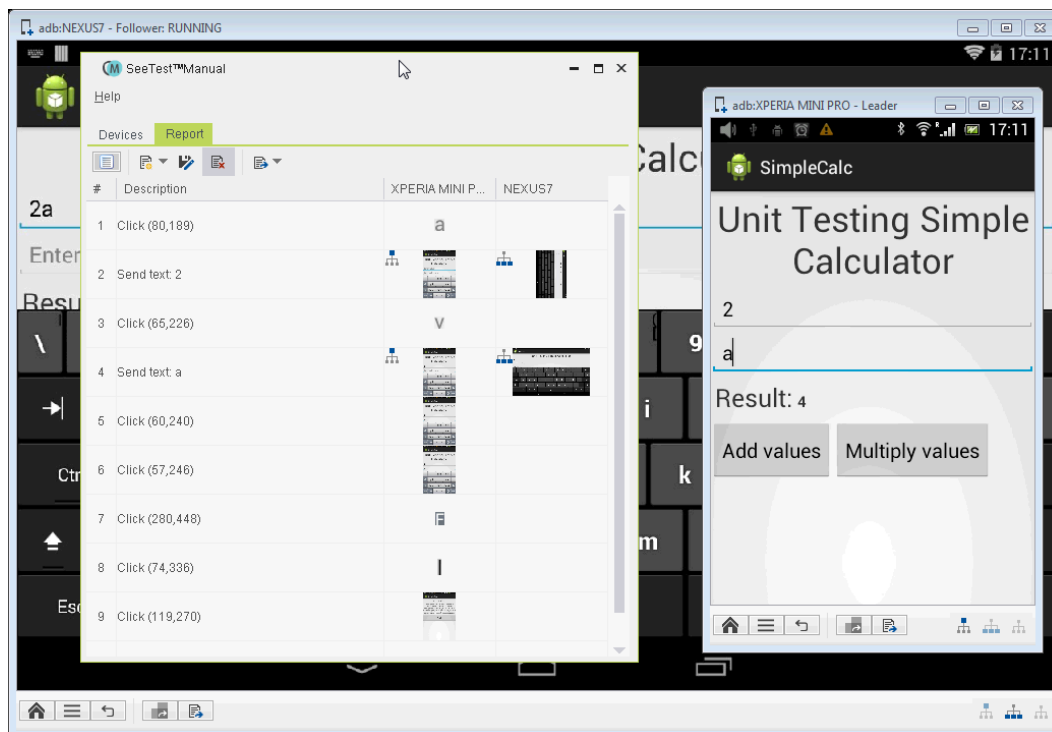 adb:NEXUS7 - Follower: RUNNING
17:11
SeeTest™Manual
Help
Devices Report
# Description XPERIA MINI P... NEXUS7
1 Click (80,189) a
2 Send text: 2
3 Click (65,226) v
4 Send text: a
5 Click (60,240)
6 Click (57,246)
7 Click (280,448) F
8 Click (74,336) I
9 Click (119,270)
2a
Enter
Resu
Calc
\ 9
i
Ctr k
m
Esc
adb:XPERIA MINI PRO - Leader
17:11
SimpleCalc
Unit Testing Simple
Calculator
2
a
Result: 4
Add values Multiply values